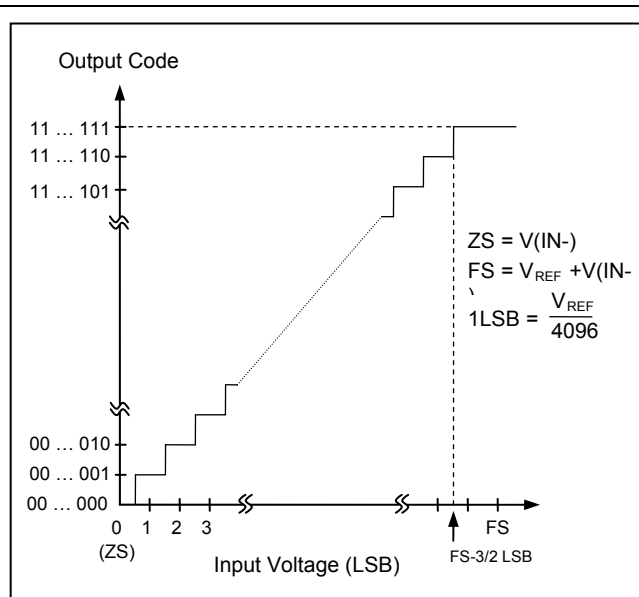 Output Code
11 ... 111
11 ... 110
11 ... 101
ZS = V(IN-)
FS = VREF +V(IN-
)
1LSB = VREF
4096
00 ... 010
00 ... 001
00 ... 000
0 1 2 3 FS
(ZS)
FS-3/2 LSB
Input Voltage (LSB)